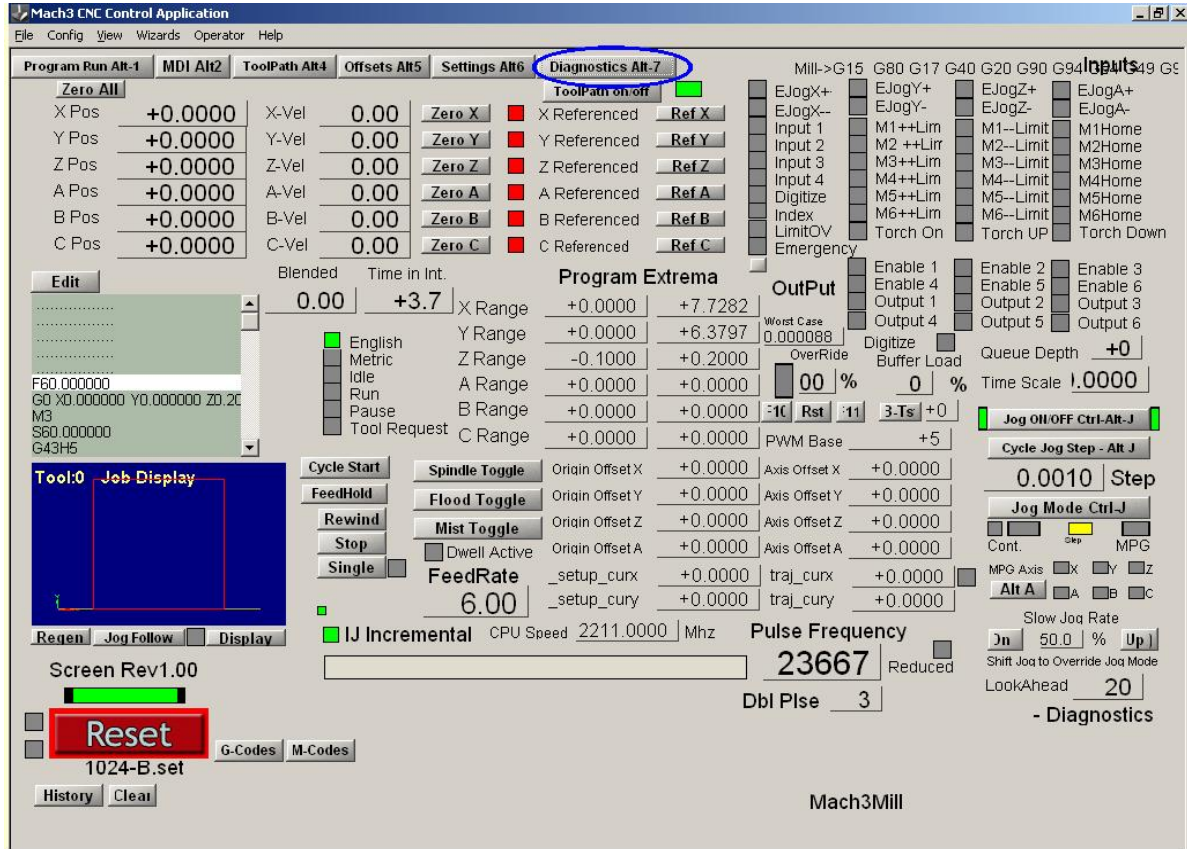 Mach3 CNC Control Application
File Config View Wizards Operator Help
Program Run Alt-1 MDI Alt2 ToolPath Alt4 Offsets Alt5 Settings Alt6 Diagnostics Alt-7
Mill->G15 G80 G17 G40 G20 G90 G94 Inputs
Zero All ToolPath on/off
X Pos +0.0000 X-Vel 0.00 Zero X X Referenced Ref X
Y Pos +0.0000 Y-Vel 0.00 Zero Y Y Referenced Ref Y
Z Pos +0.0000 Z-Vel 0.00 Zero Z Z Referenced Ref Z
A Pos +0.0000 A-Vel 0.00 Zero A A Referenced Ref A
B Pos +0.0000 B-Vel 0.00 Zero B B Referenced Ref B
C Pos +0.0000 C-Vel 0.00 Zero C C Referenced Ref C
EJogX+ EJogY+ EJogZ+ EJogA+
EJogX-- EJogY- EJogZ- EJogA-
Input 1 M1++Lim M1--Limit M1Home
Input 2 M2 ++Lim M2--Limit M2Home
Input 3 M3++Lim M3--Limit M3Home
Input 4 M4++Lim M4--Limit M4Home
Digitize M5++Lim M5--Limit M5Home
Index M6++Lim M6--Limit M6Home
LimitOV Torch On Torch UP Torch Down
Emergency
OutPut
Enable 1 Enable 2 Enable 3
Enable 4 Enable 5 Enable 6
Output 1 Output 2 Output 3
Output 4 Output 5 Output 6
Edit
F60.000000
G0 X0.000000 Y0.000000 Z0.20
M3
S60.000000
G43H5
Blended Time in Int.
0.00 +3.7
English
Metric
Idle
Run
Pause
Tool Request
Program Extrema
X Range +0.0000 +7.7282
Y Range +0.0000 +6.3797
Z Range -0.1000 +0.2000
A Range +0.0000 +0.0000
B Range +0.0000 +0.0000
C Range +0.0000 +0.0000
Worst Case
0.000088
Digitize
OverRide Buffer Load
00 % 0 %
Rst 3-Ts +0
PWM Base +5
Queue Depth +0
Time Scale .0000
Tool:0 Job Display
Y
Regen Jog Follow Display
Cycle Start
FeedHold
Rewind
Stop
Single
Spindle Toggle
Flood Toggle
Mist Toggle
Dwell Active
FeedRate
6.00
Origin Offset X +0.0000 Axis Offset X +0.0000
Origin Offset Y +0.0000 Axis Offset Y +0.0000
Origin Offset Z +0.0000 Axis Offset Z +0.0000
Origin Offset A +0.0000 Axis Offset A +0.0000
_setup_curx +0.0000 traj_curx +0.0000
_setup_cury +0.0000 traj_cury +0.0000
Jog ON/OFF Ctrl-Alt-J
Cycle Jog Step - Alt J
0.0010 Step
Jog Mode Ctrl-J
Cont. Step MPG
MPG Axis X Y Z
Alt A A B C
Slow Jog Rate
50.0 % Up
Shift Jog to Override Jog Mode
LookAhead 20
- Diagnostics
IJ Incremental CPU Speed 2211.0000 Mhz
Pulse Frequency
23667 Reduced
Dbl Plse 3
Screen Rev1.00
Reset
G-Codes M-Codes
1024-B.set
History Clear
Mach3Mill